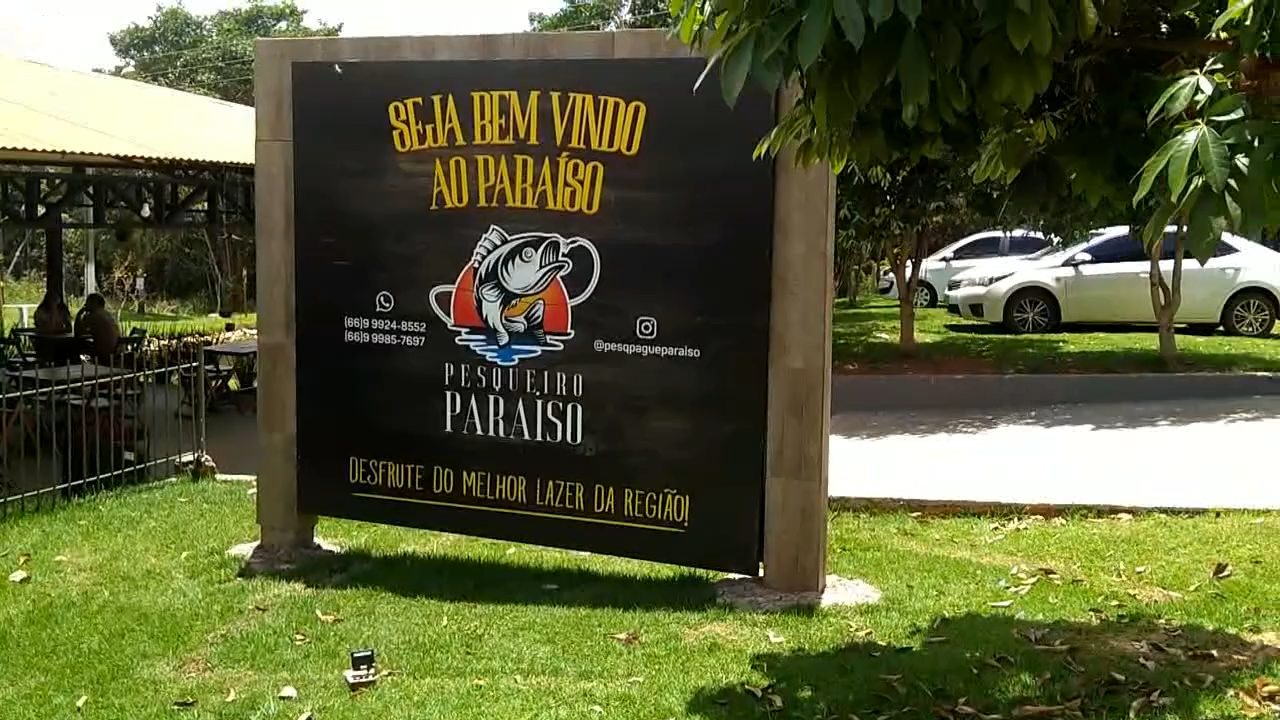 SEJA BEM VINDO
AO PARAÍSO
(66)9 9924-8552
(66)9 9985-7697
@pesqpagueparaiso
PESQUEIRO
PARAÍSO
DESFRUTE DO MELHOR LAZER DA REGIÃO!